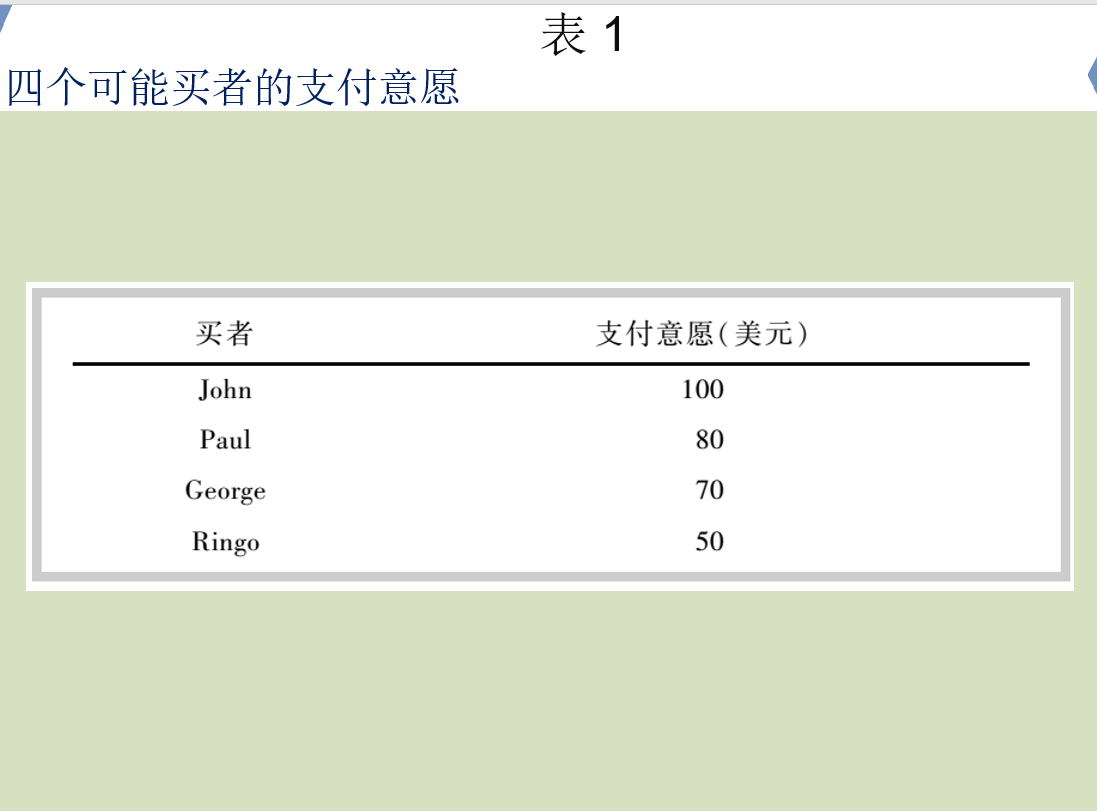 表 1
四个可能买者的支付意愿
买者 支付意愿(美元)
John 100
Paul 80
George 70
Ringo 50